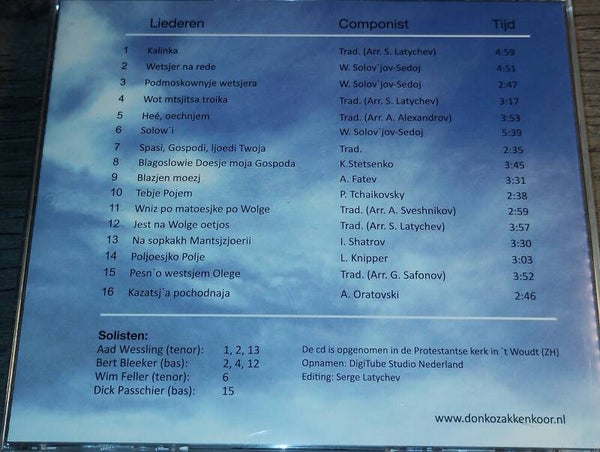 Liederen Componist Tijd
1 Kalinka Trad. (Arr. S. Latychev) 4:59
2 Wetsjer na rede W. Solov`jov-Sedoj 4:51
3 Podmoskownyje wetsjera W. Solov`jov-Sedoj 2:47
4 Wot mtsjitsa troika Trad. (Arr. S. Latychev) 3:17
5 Heé, oechnjem Trad. (Arr. A. Alexandrov) 3:53
6 Solow`i W. Solov`jov-Sedoj 5:39
7 Spasi, Gospodi, ljoedi Twoja Trad. 2:35
8 Blagoslowie Doesje moja Gospoda K.Stetsenko 3:45
9 Blazjen moezj A. Fatev 3:31
10 Tebje Pojem P. Tchaikovsky 2:38
11 Wniz po matoesjke po Wolge Trad. (Arr. A. Sveshnikov) 2:59
12 Jest na Wolge oetjos Trad. (Arr. S. Latychev) 3:57
13 Na sopkakh Mantsjzjoerii I. Shatrov 3:30
14 Poljoesjko Polje L. Knipper 3:03
15 Pesn`o westsjem Olege Trad. (Arr. G. Safonov) 3:52
16 Kazatsj`a pochodnaja A. Oratovski 2:46
Solisten:
Aad Wessling (tenor): 1, 2, 13 De cd is opgenomen in de Protestantse kerk in `t Woudt (ZH)
Bert Bleeker (bas): 2, 4, 12 Opnamen: DigiTube Studio Nederland
Wim Feller (tenor): 6 Editing: Serge Latychev
Dick Passchier (bas): 15
www.donkozakkenkoor.nl